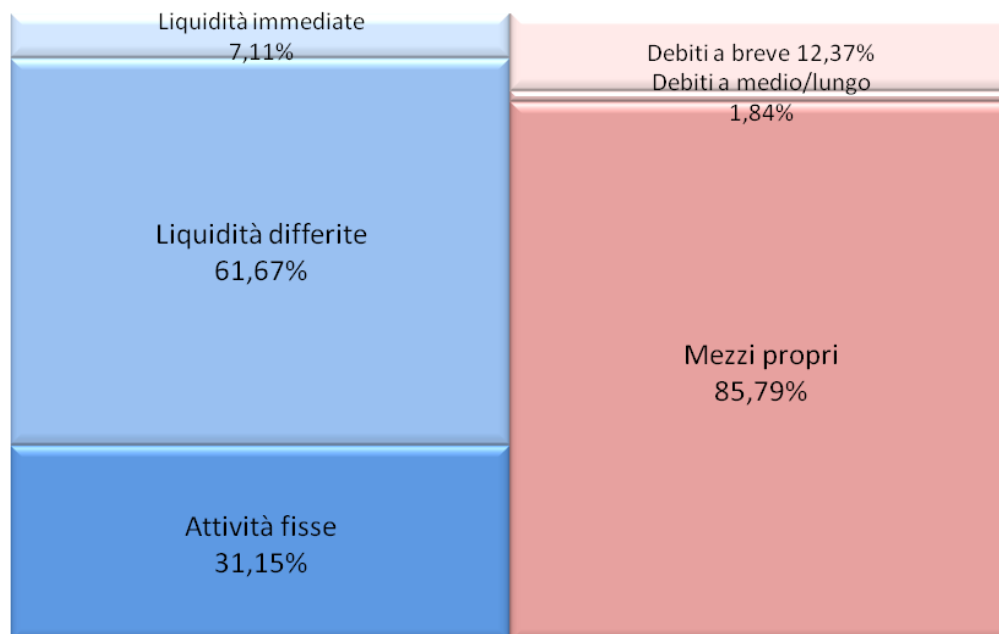 Liquidità immediate
7,11%
Liquidità differite
61,67%
Attività fisse
31,15%
Debiti a breve 12,37%
Debiti a medio/lungo
1,84%
Mezzi propri
85,79%